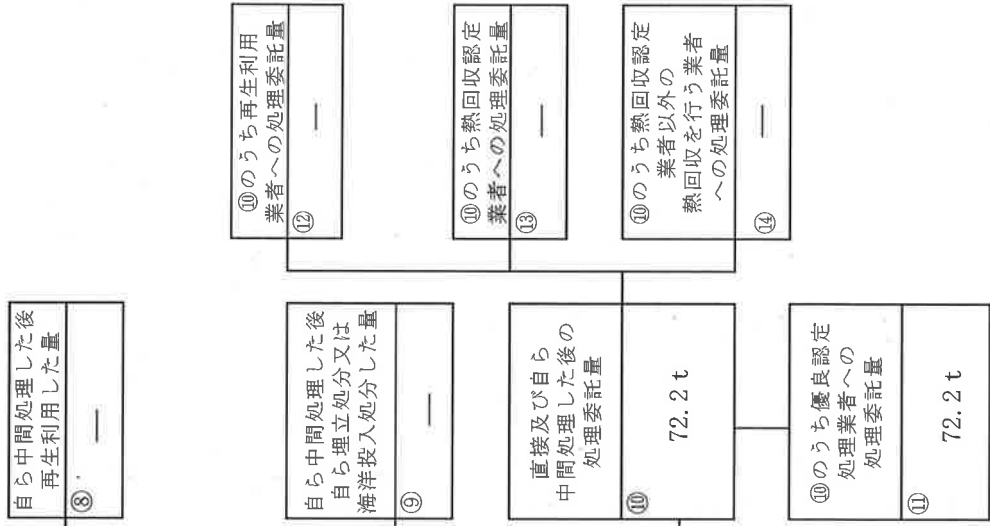 自ら中間処理した後
再生利用した量
⑧
—
自ら中間処理した後
自ら埋立処分又は
海洋投入処分した量
⑨
—
直接及び自ら
中間処理した後の
処理委託量
⑩
72.2 t
⑩のうち優良認定
処理業者への
処理委託量
⑪
72.2 t
⑩のうち再生利用
業者への処理委託量
⑫
—
⑩のうち熱回収認定
業者への処理委託量
⑬
—
⑩のうち熱回収認定
業者以外の
熱回収を行う業者
への処理委託量
⑭
—